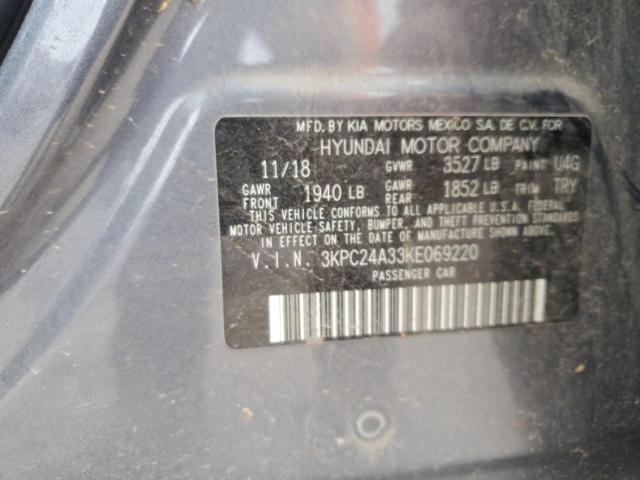 MFD. BY KIA MOTORS MEXICO S.A. DE C.V. FOR
HYUNDAI MOTOR COMPANY
11/18 GVWR 3527 LB PAINT U4G
GAWR FRONT 1940 LB GAWR REAR 1852 LB TRIM TRY
THIS VEHICLE CONFORMS TO ALL APPLICABLE U.S.A. FEDERAL
MOTOR VEHICLE SAFETY, BUMPER, AND THEFT PREVENTION STANDARDS
IN EFFECT ON THE DATE OF MANUFACTURE SHOWN ABOVE.
V.I.N. 3KPC24A33KE069220
PASSENGER CAR